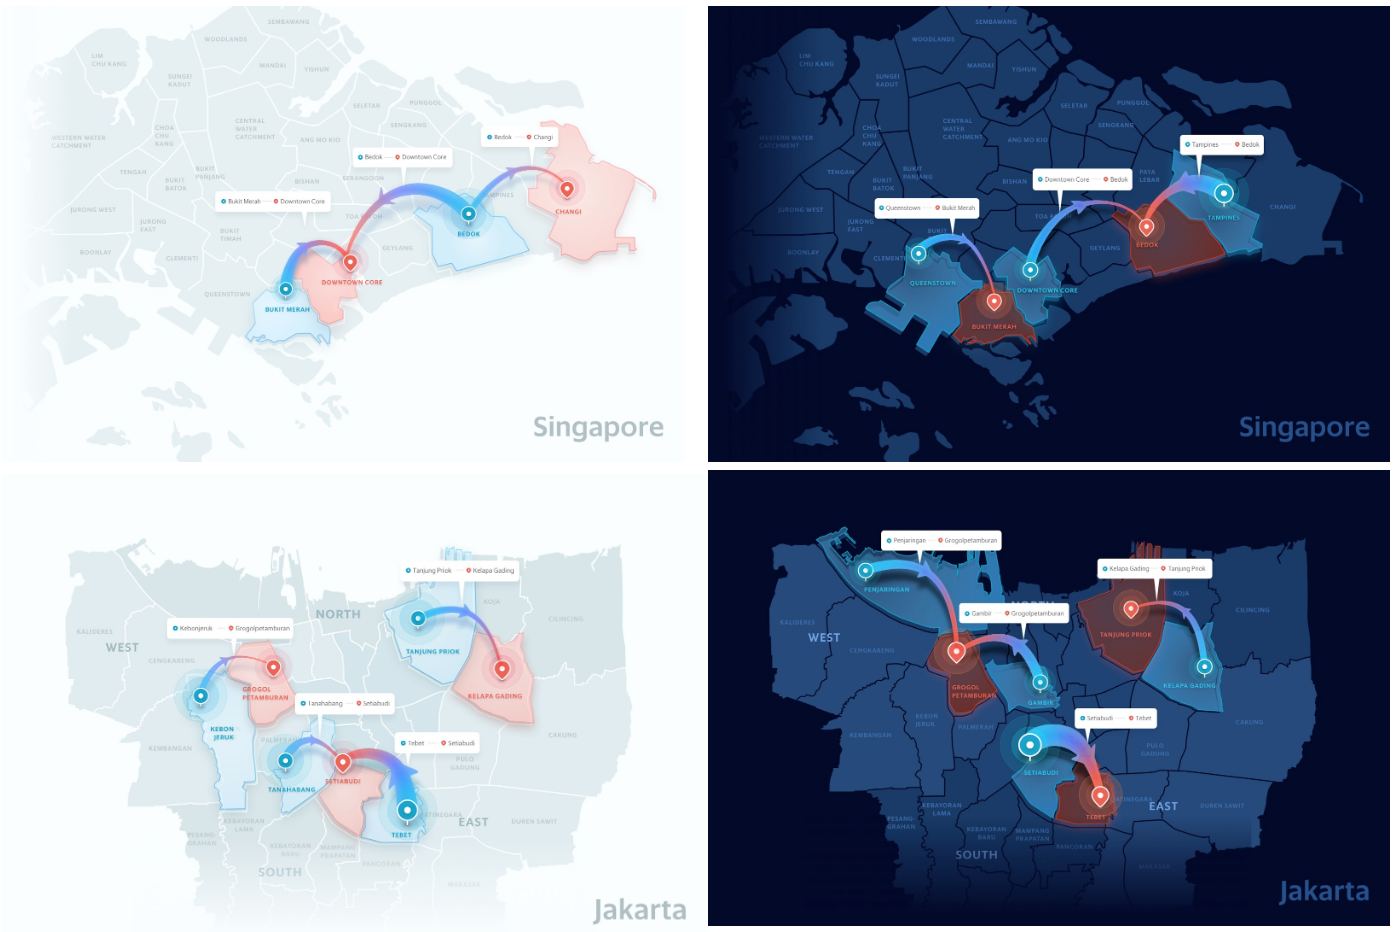 SEMBAWANG
WOODLANDS
LIM
CHU KANG
MANDAI
YISHUN
SUNGEI
KADUT
SELETAR
PUNGGOL
CENTRAL
WATER
CATCHMENT
SENGKANG
CHOA
CHU
KANG
WESTERN WATER
CATCHMENT
ANG MO KIO
Bedok
Changi
Bedok
Downtown Core
TENGAH
BUKIT
PANJANG
BUKIT
BATOK
BISHAN
Bukit Merah
Downtown Core
JURONG WEST
CHANGI
JURONG
EAST
BUKIT
TIMAH
BEDOK
GEYLANG
BOONLAY
CLEMENTI
DOWNTOWN CORE
QUEENSTOWN
BUKIT MERAH
Singapore
SEMBAWANG
WOODLANDS
LIM
CHU KANG
MANDAI
YISHUN
SUNGEI
KADUT
SELETAR
PUNGGOL
CENTRAL
WATER
CATCHMENT
SENGKANG
CHOA
CHU
KANG
WESTERN WATER
CATCHMENT
ANG MO KIO
Tampines
Bedok
TENGAH
BUKIT
PANJANG
PAYA
LEBAR
BUKIT
BATOK
BISHAN
Downtown Core
Bedok
Queenstown
Bukit Merah
JURONG WEST
CHANGI
TAMPINES
JURONG
EAST
BUKIT
BEDOK
GEYLANG
BOONLAY
CLEMENTI
QUEENSTOWN
DOWNTOWN CORE
BUKIT MERAH
Singapore
Tanjung Priok
Kelapa Gading
KOJA
NORTH
CILINCING
KALIDERES
Kebonjeruk
Grogolpetamburan
WEST
TANJUNG PRIOK
CENGKARENG
GROGOL
PETAMBURAN
KELAPA GADING
Tanahabang
Setiabudi
KEBON
JERUK
CAKUNG
KEMBANGAN
Tebet
Setiabudi
PULO
GADUNG
SETIABUDI
TANAHABANG
EAST
DUREN SAWIT
KEBAYORAN
LAMA
TEBET
PESANG-
GRAHAN
KEBAYORAN
BARU
MAMPANG
PRAPATAN
PANCORAN
SOUTH
MAKASAR
Jakarta
Penjaringan
Grogolpetamburan
Kelapa Gading
Tanjung Priok
PENJARINGAN
KOJA
Gambir
Grogolpetamburan
CILINCING
KALIDERES
WEST
TANJUNG PRIOK
CENGKARENG
KELAPA GADING
GROGOL
PETAMBURAN
GAMBIR
KEBON
JERUK
PALMERAH
Setiabudi
Tebet
CAKUNG
KEMBANGAN
PULO
GADUNG
SETIABUDI
EAST
DUREN SAWIT
KEBAYORAN
LAMA
TEBET
PESANG-
GRAHAN
KEBAYORAN
BARU
MAMPANG
PRAPATAN
PANCORAN
SOUTH
MAKASAR
Jakarta